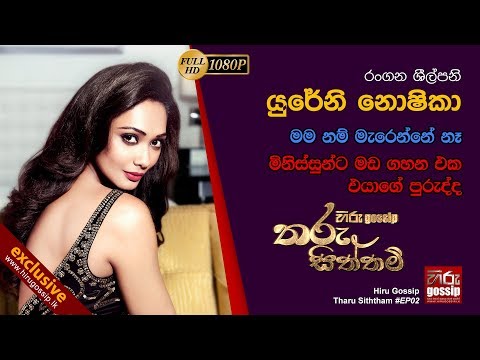 FULL HD 1080P
රංගන ශිල්පනි
යුරේනි නොෂිකා
මම නම් මැරෙන්නේ නෑ
මිනිස්සුන්ට මඩ ගහන එක
එයාගේ පුරුද්ද
හිරු gossip
තරු
සිත්තම්
exclusive
www.hirugossip.lk
Hiru Gossip
Tharu Siththam #EP02
හිරු
gossip